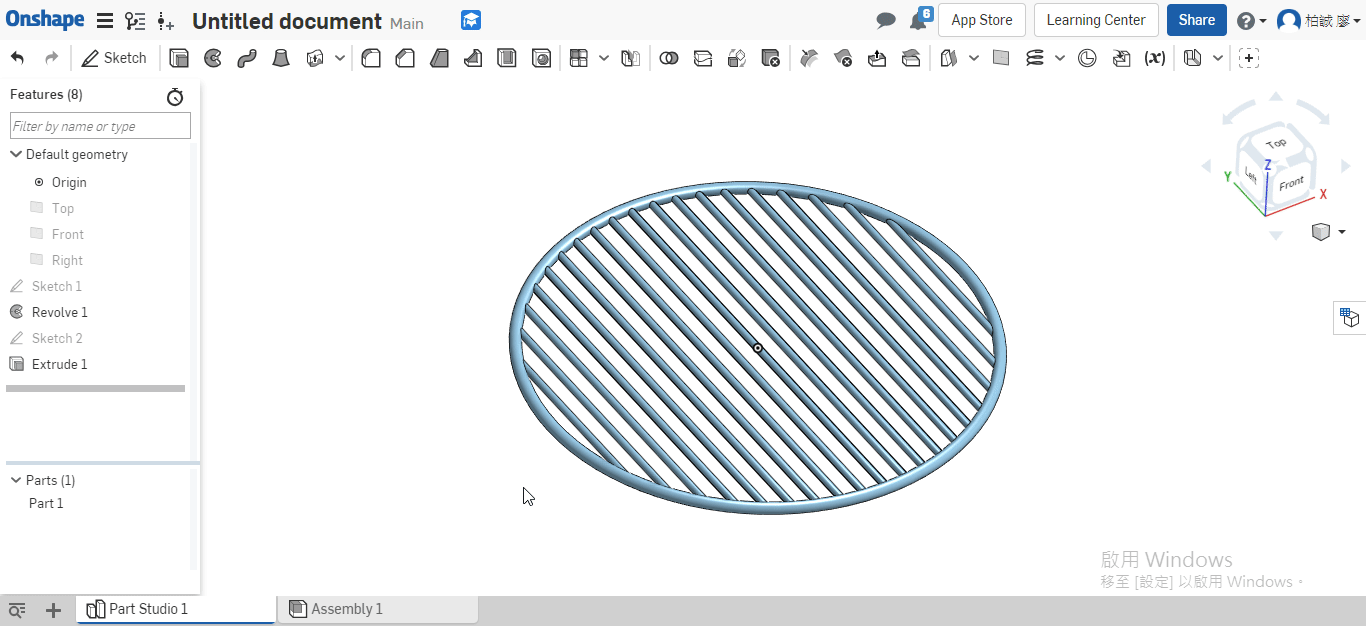 Onshape Untitled document Main 6 App Store Learning Center Share 柏誠 廖
Sketch (x)
Features (8)
Filter by name or type
Default geometry
Origin
Top
Front
Right
Sketch 1
Revolve 1
Sketch 2
Extrude 1
Parts (1)
Part 1
Top
Left
Front
Z
Y
X
啟用 Windows
移至 [設定] 以啟用 Windows。
Part Studio 1 Assembly 1